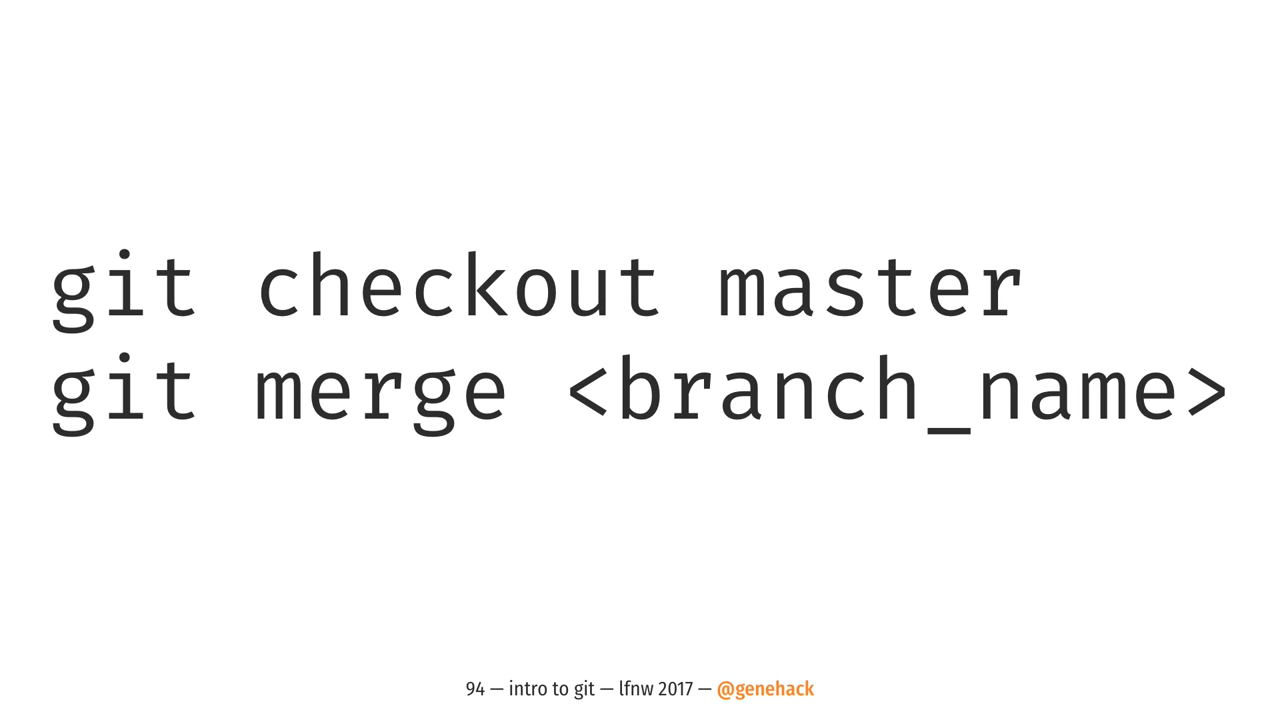 git checkout master
git merge <branch_name>
94 — intro to git — lfnw 2017 — @genehack